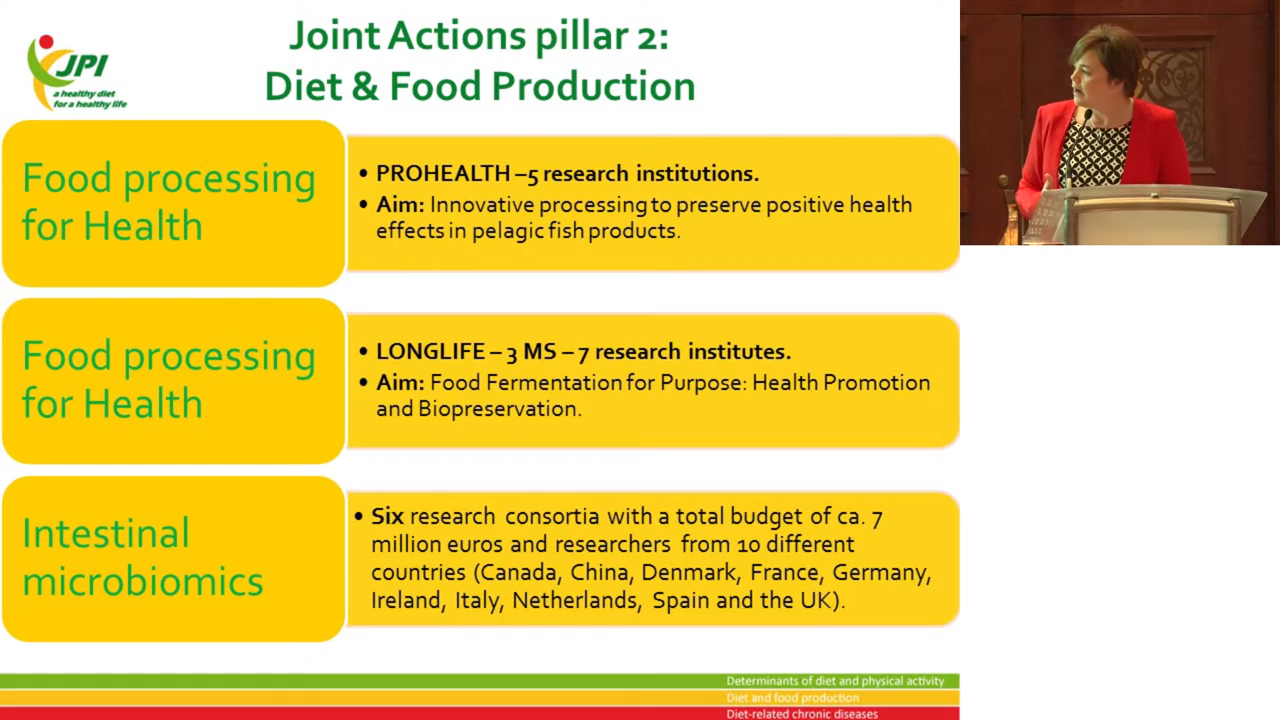 Joint Actions pillar 2:
Diet & Food Production
JPI
a healthy diet
for a healthy life
Food processing
for Health
• PROHEALTH –5 research institutions.
• Aim: Innovative processing to preserve positive health
effects in pelagic fish products.
Food processing
for Health
• LONGLIFE – 3 MS – 7 research institutes.
• Aim: Food Fermentation for Purpose: Health Promotion
and Biopreservation.
Intestinal
microbiomics
• Six research consortia with a total budget of ca. 7
million euros and researchers from 10 different
countries (Canada, China, Denmark, France, Germany,
Ireland, Italy, Netherlands, Spain and the UK).
Determinants of diet and physical activity
Diet and food production
Diet-related chronic diseases